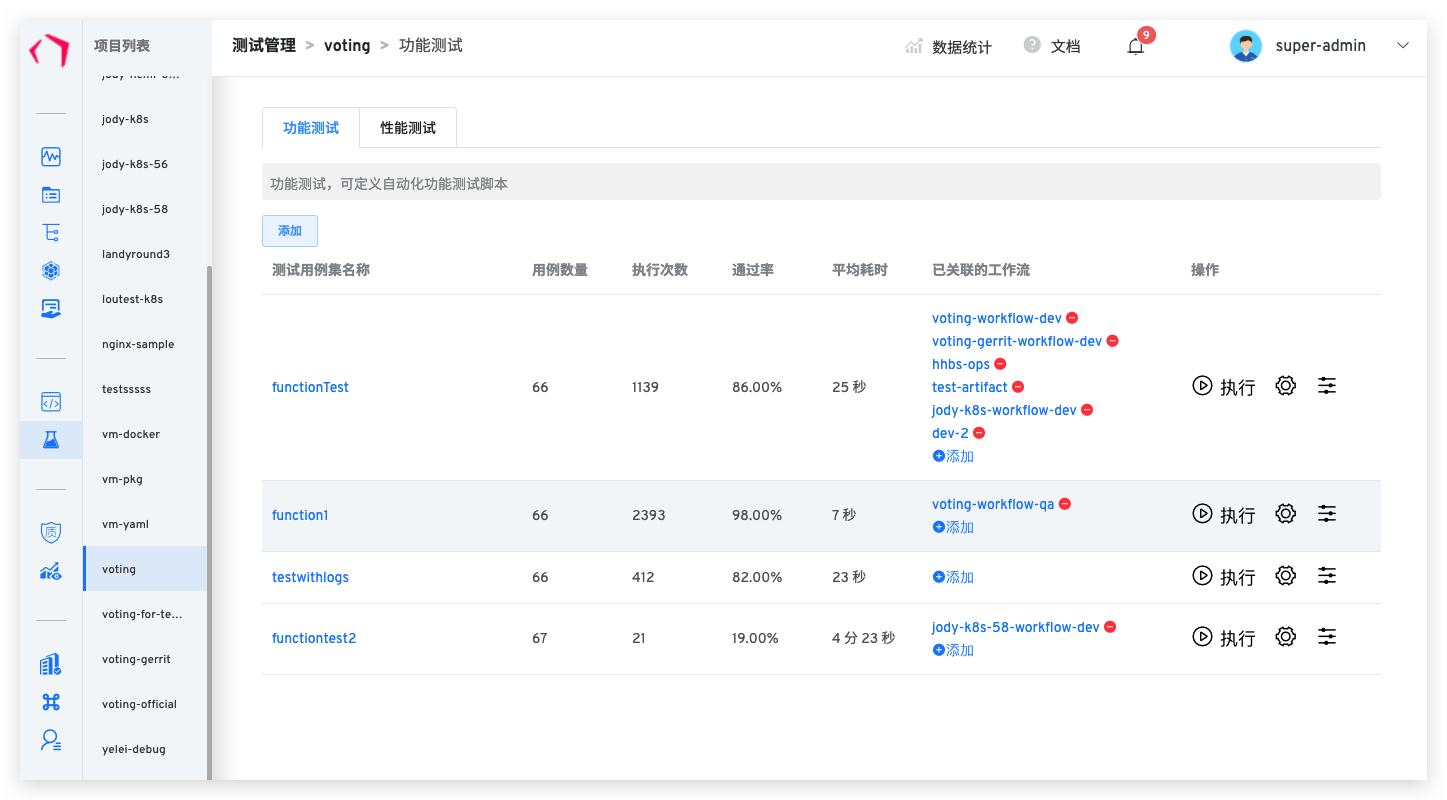 项目列表
测试管理 > voting > 功能测试
数据统计
文档
9
super-admin
jody-k8s
jody-k8s-56
jody-k8s-58
landyround3
loutest-k8s
nginx-sample
testsssss
vm-docker
vm-pkg
vm-yaml
voting
voting-for-te...
voting-gerrit
voting-official
yelei-debug
功能测试
性能测试
功能测试，可定义自动化功能测试脚本
添加
测试用例集名称 用例数量 执行次数 通过率 平均耗时 已关联的工作流 操作
functionTest 66 1139 86.00% 25 秒
voting-workflow-dev
voting-gerrit-workflow-dev
hhbs-ops
test-artifact
jody-k8s-workflow-dev
dev-2
添加
执行
function1 66 2393 98.00% 7 秒
voting-workflow-qa
添加
执行
testwithlogs 66 412 82.00% 23 秒
添加
执行
functiontest2 67 21 19.00% 4 分 23 秒
jody-k8s-58-workflow-dev
添加
执行